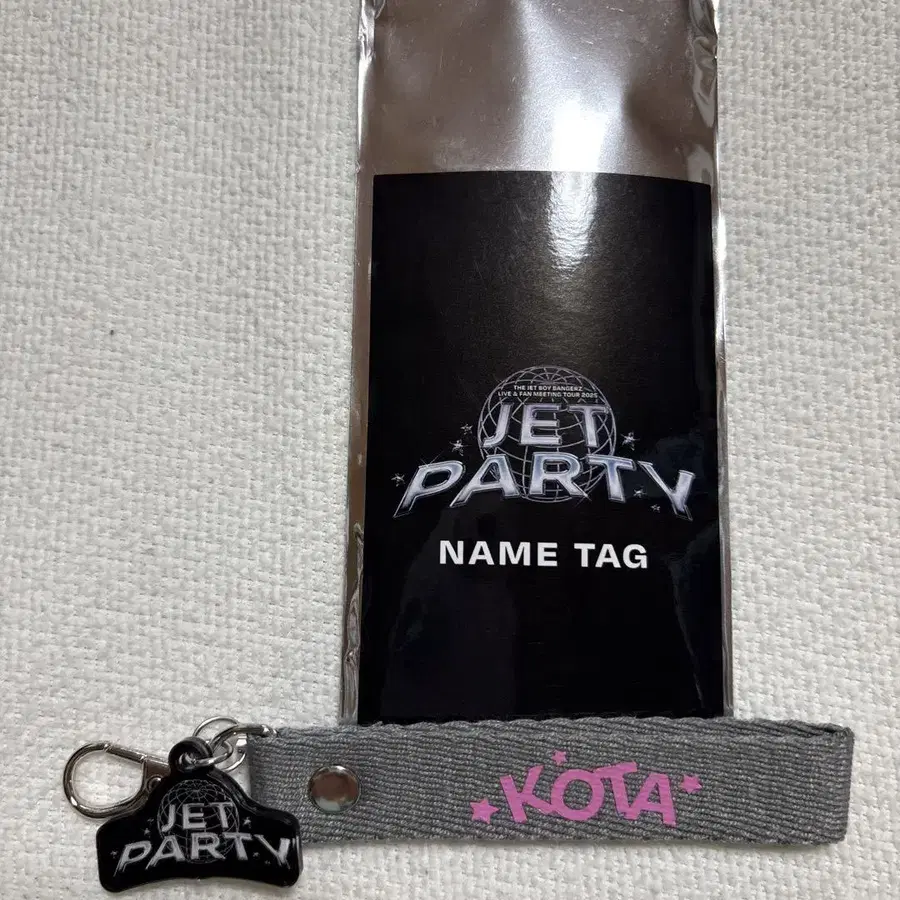 THE JET BOY BANGERZ
LIVE & FAN MEETING TOUR 2025
JET
PARTY
NAME TAG
KOTA
JET
PARTY